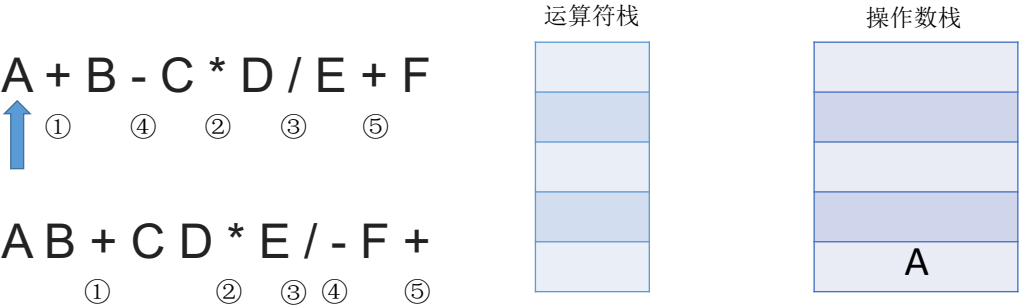 运算符栈 操作数栈
A + B - C * D / E + F
① ④ ② ③ ⑤
A B + C D * E / - F +
① ② ③ ④ ⑤
A